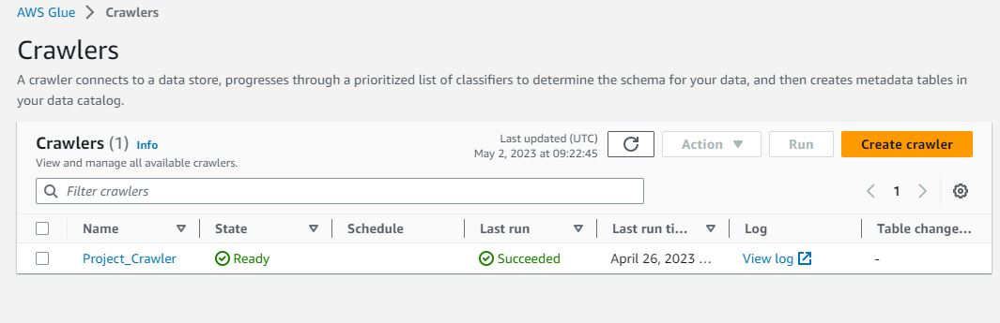 AWS Glue > Crawlers
Crawlers
A crawler connects to a data store, progresses through a prioritized list of classifiers to determine the schema for your data, and then creates metadata tables in
your data catalog.
Crawlers (1) Info
View and manage all available crawlers.
Last updated (UTC)
May 2, 2023 at 09:22:45
Action
Run
Create crawler
Filter crawlers
1
Name State Schedule Last run Last run ti... Log Table change...
Project_Crawler Ready Succeeded April 26, 2023 ... View log -